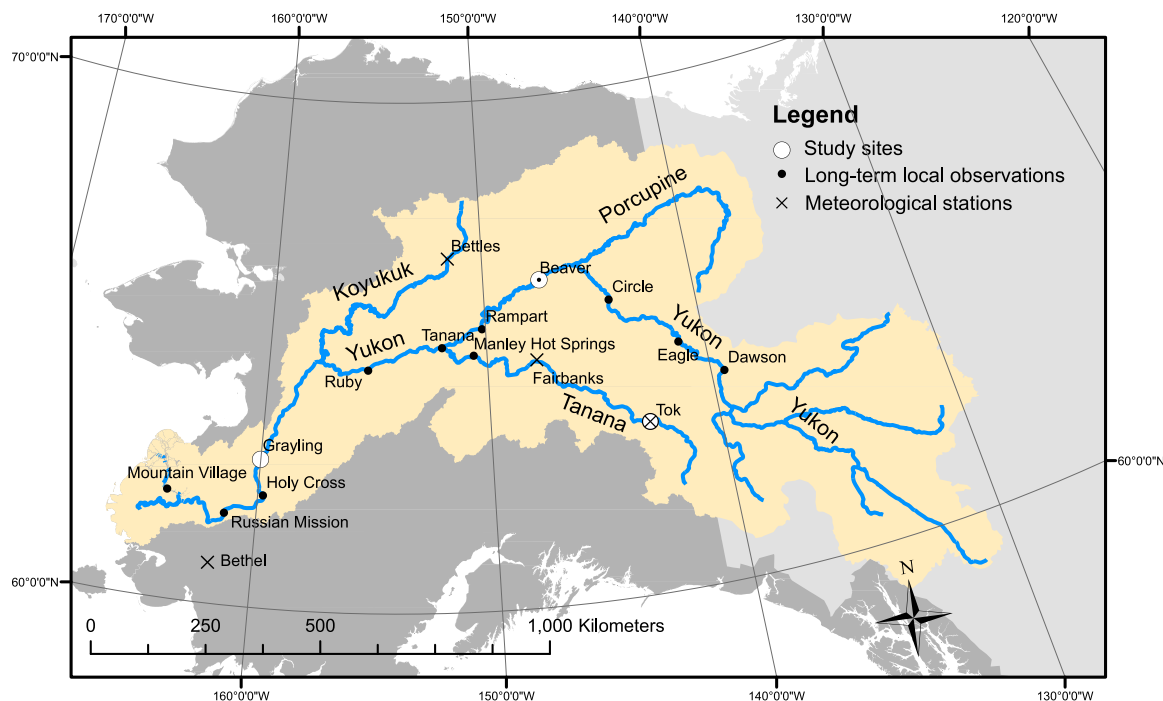 170°0'0"W
160°0'0"W
150°0'0"W
140°0'0"W
130°0'0"W
120°0'0"W
70°0'0"N
Legend
Study sites
Long-term local observations
Meteorological stations
Porcupine
Bettles
Koyukuk
Beaver
Circle
Rampart
Yukon
Tanana
Yukon
Manley Hot Springs
Eagle
Dawson
Ruby
Fairbanks
Tanana
Tok
Yukon
Grayling
60°0'0"N
Mountain Village
Holy Cross
Russian Mission
Bethel
60°0'0"N
N
0
250
500
1,000 Kilometers
160°0'0"W
150°0'0"W
140°0'0"W
130°0'0"W